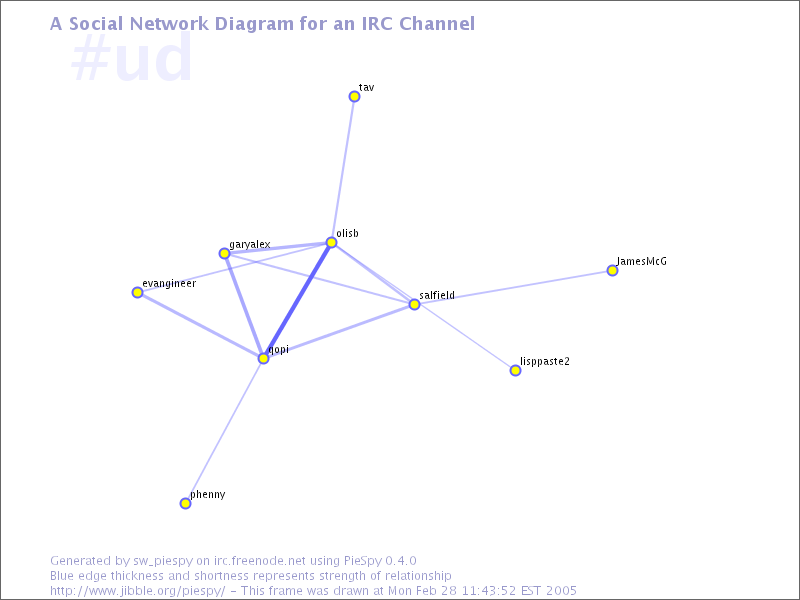 A Social Network Diagram for an IRC Channel
#ud
tav
olisb
garyalex
JamesMcG
evangineer
salfield
gopi
lisppaste2
phenny
Generated by sw_piespy on irc.freenode.net using PieSpy 0.4.0
Blue edge thickness and shortness represents strength of relationship
http://www.jibble.org/piespy/ - This frame was drawn at Mon Feb 28 11:43:52 EST 2005